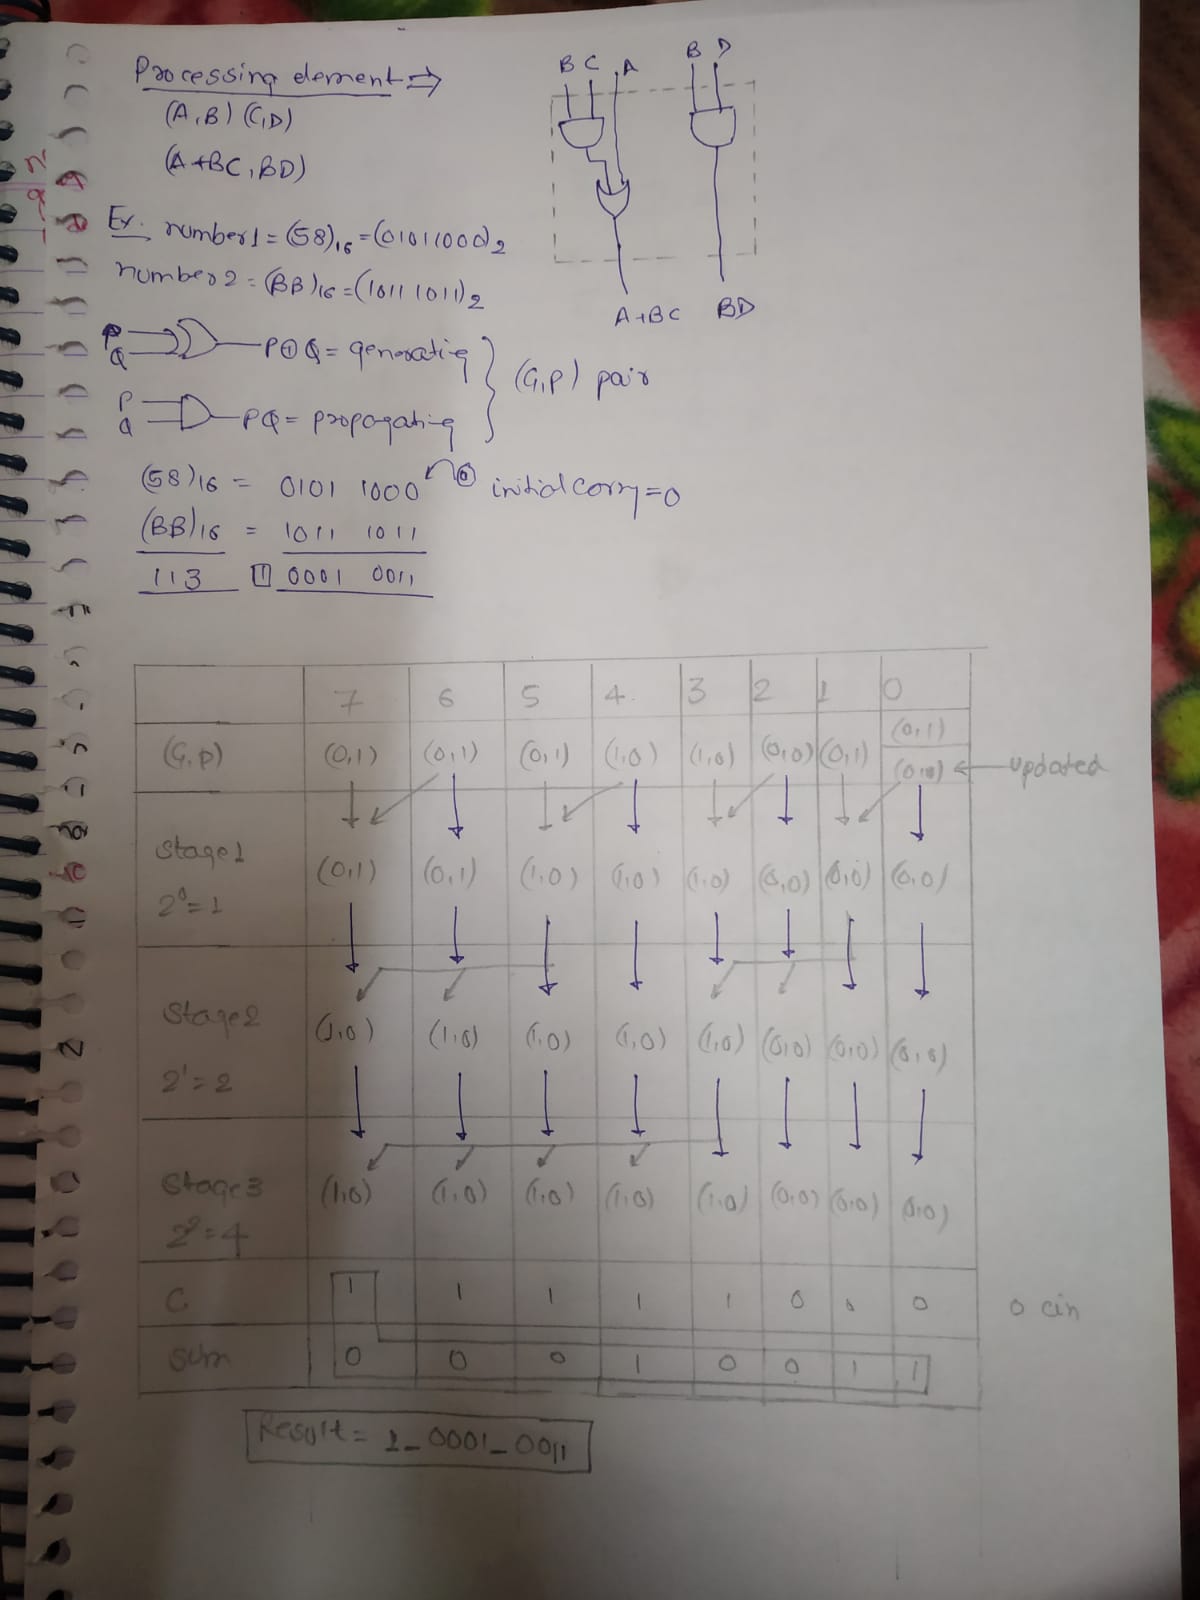 Processing element ⇒
(A,B) (C,D)
(A+BC, BD)
B C A B D
A+BC BD
Ex. number1 = (58)16 = (01011000)2
number2 = (BB)16 = (1011 1011)2
P
Q
P⊕Q = generating
P
Q
PQ = propagating
(G,P) pair
(58)16 = 0101 1000 0 initial carry = 0
(BB)16 = 1011 1011
113 1 0001 0011
7 6 5 4 3 2 1 0
(G,P) (0,1) (0,1) (0,1) (1,0) (1,0) (0,0) (0,1) (0,1)
(0,0) ← updated
Stage1
2^0=1
(0,1) (0,1) (1,0) (1,0) (1,0) (0,0) (0,0) (0,0)
Stage2
2^1=2
(1,0) (1,0) (1,0) (1,0) (1,0) (0,0) (0,0) (0,0)
Stage3
2^2=4
(1,0) (1,0) (1,0) (1,0) (1,0) (0,0) (0,0) (0,0)
C 1 1 1 1 1 0 0 0 0 cin
Sum 0 0 0 1 0 0 1 1
Result = 1_0001_0011